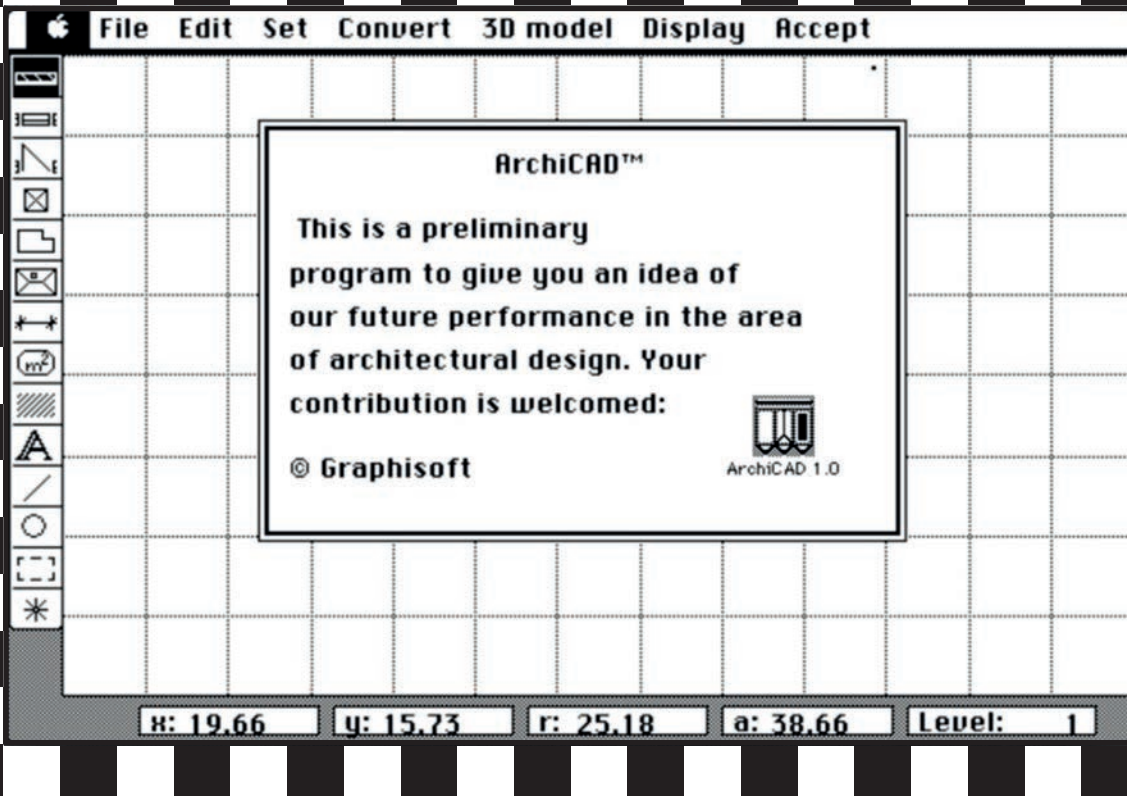 File Edit Set Convert 3D model Display Accept
ArchiCAD™
This is a preliminary
program to give you an idea of
our future performance in the area
of architectural design. Your
contribution is welcomed:
© Graphisoft
ArchiCAD 1.0
m²
A
x: 19,66 y: 15,73 r: 25,18 a: 38,66 Level: 1